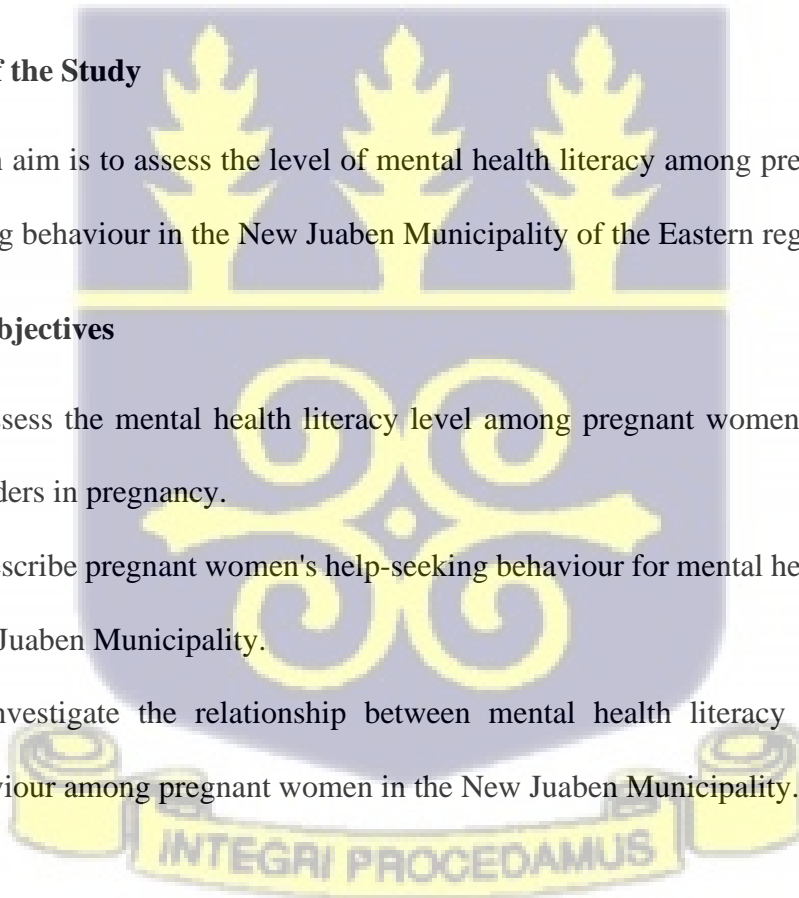 f the Study
n aim is to assess the level of mental health literacy among pre
g behaviour in the New Juaben Municipality of the Eastern reg
bjectives
ssess the mental health literacy level among pregnant women
ders in pregnancy.
escribe pregnant women's help-seeking behaviour for mental he
Juaben Municipality.
nvestigate the relationship between mental health literacy
viour among pregnant women in the New Juaben Municipality.
INTEGRI PROCEDAMUS